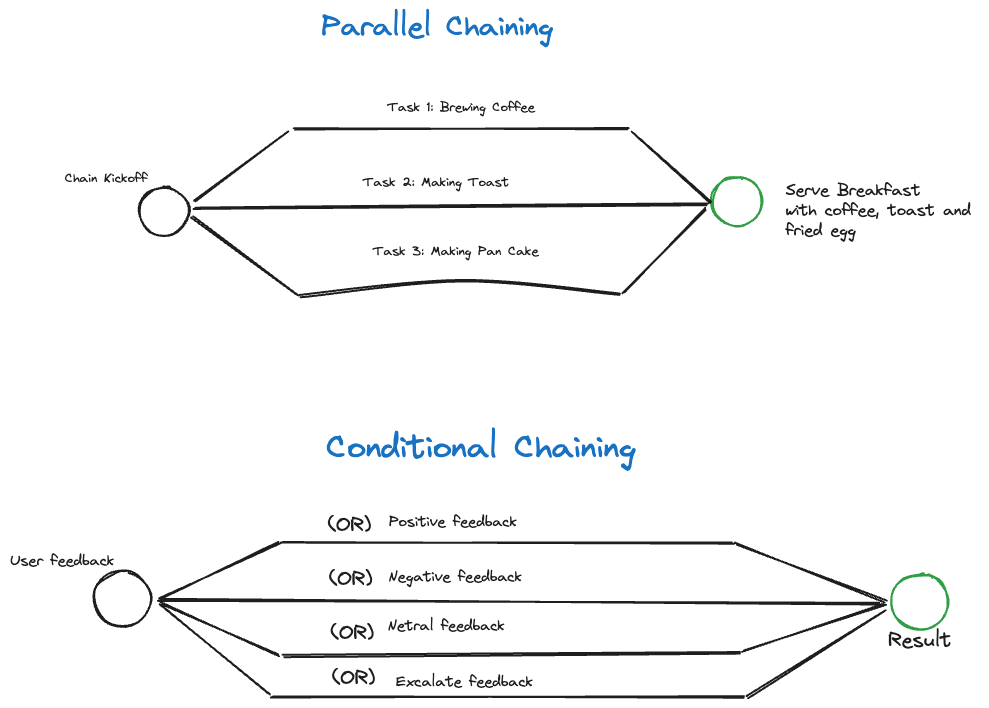 Parallel Chaining
Task 1: Brewing Coffee
Chain Kickoff
Task 2: Making Toast
Serve Breakfast
with coffee, toast and
fried egg
Task 3: Making Pan Cake
Conditional Chaining
(OR) Positive feedback
User feedback
(OR) Negative feedback
(OR) Netral feedback
Result
(OR) Excalate feedback